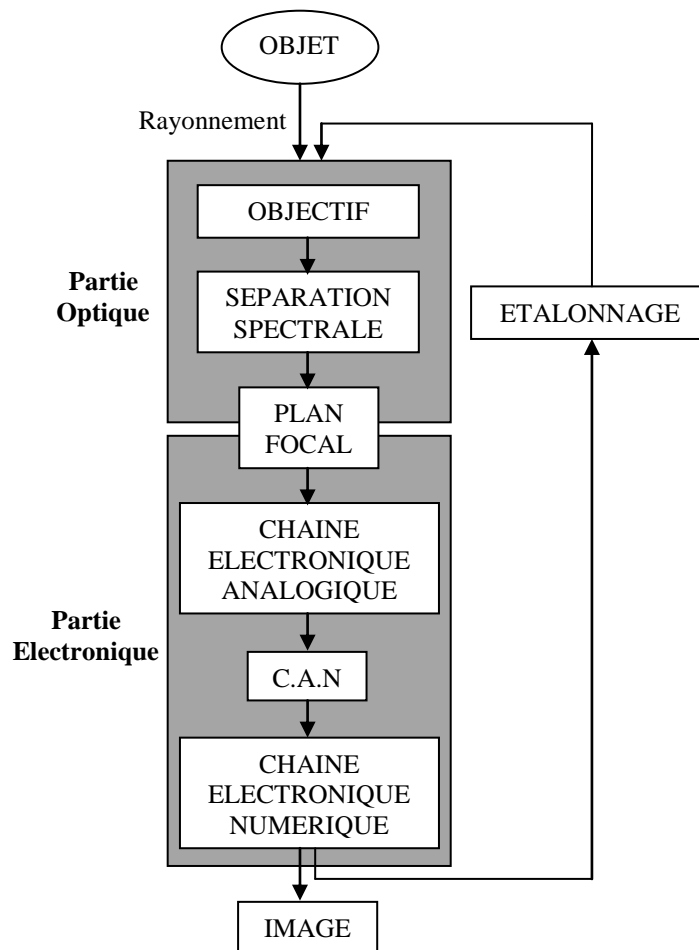 OBJET
Rayonnement
OBJECTIF
Partie
Optique
SEPARATION
SPECTRALE
ETALONNAGE
PLAN
FOCAL
CHAINE
ELECTRONIQUE
ANALOGIQUE
Partie
Electronique
C.A.N
CHAINE
ELECTRONIQUE
NUMERIQUE
IMAGE